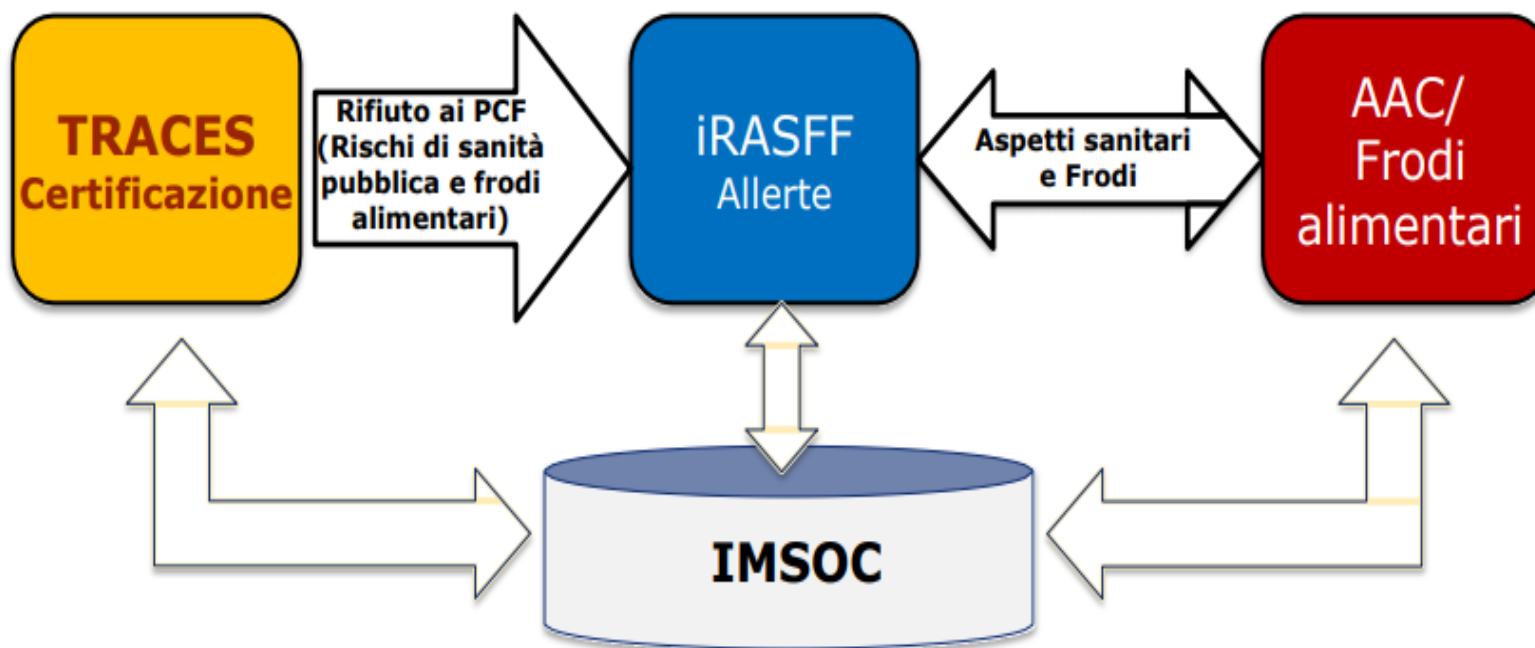 TRACES
Certificazione
Rifiuto ai PCF
(Rischi di sanità
pubblica e frodi
alimentari)
iRASFF
Allerte
Aspetti sanitari
e Frodi
AAC/
Frodi
alimentari
IMSOC